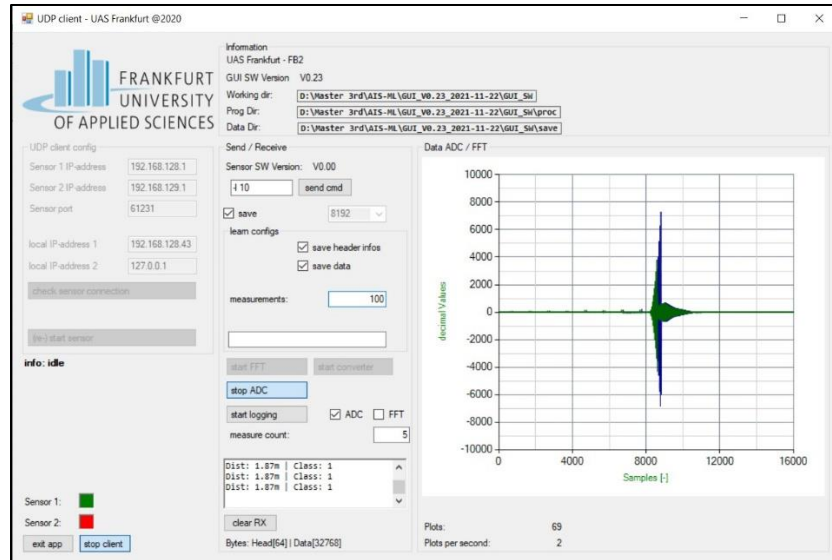 UDP client - UAS Frankfurt @2020
FRANKFURT
UNIVERSITY
OF APPLIED SCIENCES
Information
UAS Frankfurt - FB2
GUI SW Version V0.23
Working dir: D:\Master 3rd\AIS-ML\GUI_V0.23_2021-11-22\GUI_SW
Prog Dir: D:\Master 3rd\AIS-ML\GUI_V0.23_2021-11-22\GUI_SW\proc
Data Dir: D:\Master 3rd\AIS-ML\GUI_V0.23_2021-11-22\GUI_SW\save
UDP client config
Sensor 1 IP-address 192.168.128.1
Sensor 2 IP-address 192.168.129.1
Sensor port 61231
local IP-address 1 192.168.128.43
local IP-address 2 127.0.0.1
check sensor connection
(re-) start sensor
info: idle
Sensor 1:
Sensor 2:
exit app stop client
Send / Receive
Sensor SW Version: V0.00
-l 10 send cmd
save 8192
learn configs
save header infos
save data
measurements: 100
start FFT start converter
stop ADC
start logging ADC FFT
measure count: 5
Dist: 1.87m | Class: 1
Dist: 1.87m | Class: 1
Dist: 1.87m | Class: 1
clear RX
Bytes: Head[64] | Data[32768]
Data ADC / FFT
10000
8000
6000
4000
2000
0
-2000
-4000
-6000
-8000
-10000
decimal Values
0 4000 8000 12000 16000
Samples [-]
Plots: 69
Plots per second: 2